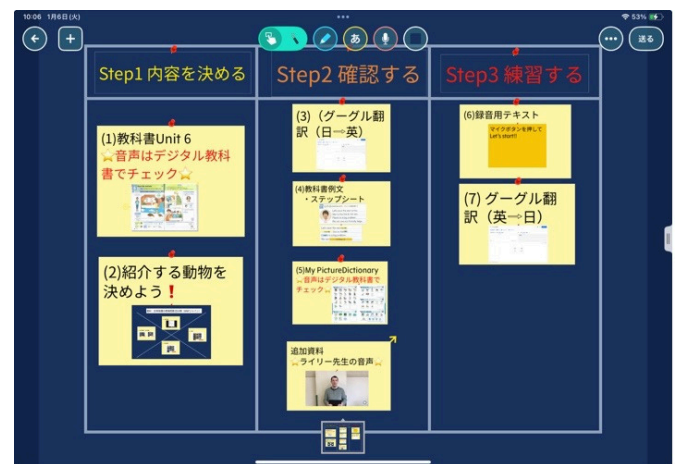 10:06 1月6日(火)
53%
あ
送る
Step1 内容を決める
Step2 確認する
Step3 練習する
(1)教科書Unit 6
⭐音声はデジタル教科
書でチェック⭐
(2)紹介する動物を
決めよう❗
(3)（グーグル翻
訳（日⇨英）
(4)教科書例文
・ステップシート
(5)My PictureDictionary
⭐音声はデジタル教科書で
チェック⭐
追加資料
⭐ライリー先生の音声⭐
(6)録音用テキスト
マイクボタンを押して
Let's start!!
(7) グーグル翻
訳（英⇨日）